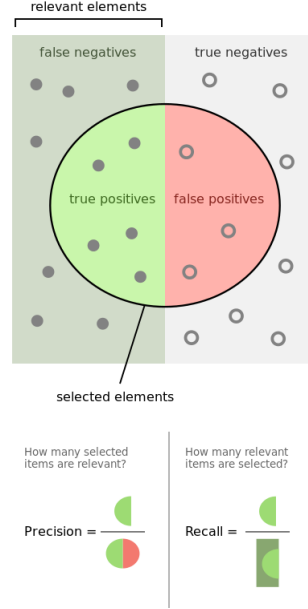 relevant elements
false negatives
true negatives
true positives
false positives
selected elements
How many selected
items are relevant?
How many relevant
items are selected?
Precision =
Recall =